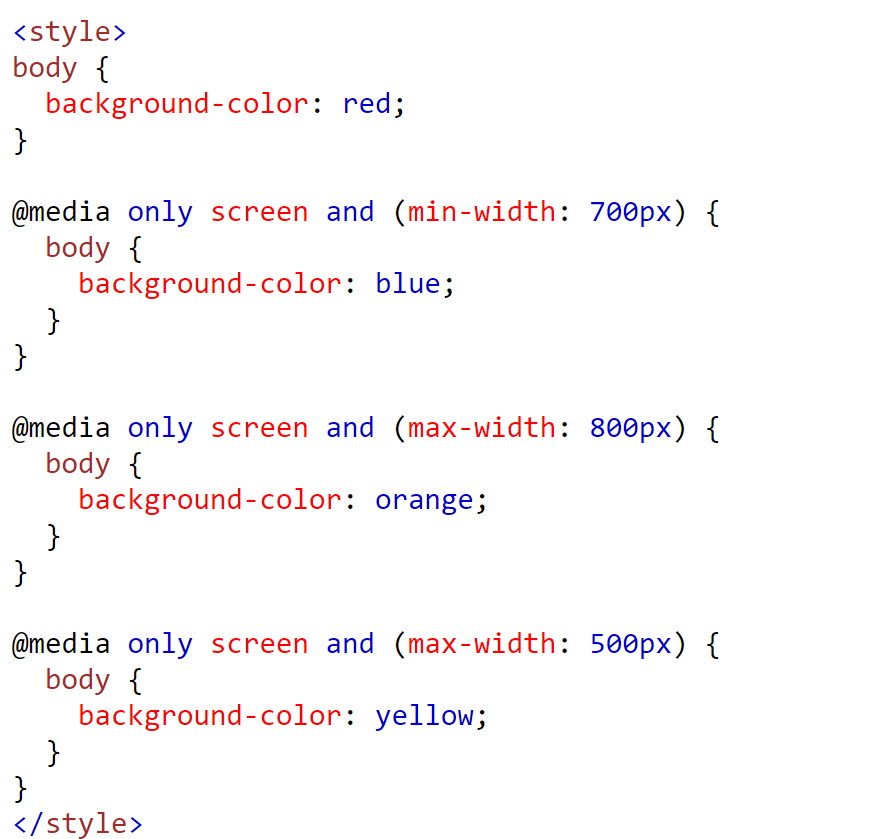 <style>
body {
  background-color: red;
}

@media only screen and (min-width: 700px) {
  body {
    background-color: blue;
  }
}

@media only screen and (max-width: 800px) {
  body {
    background-color: orange;
  }
}

@media only screen and (max-width: 500px) {
  body {
    background-color: yellow;
  }
}
</style>